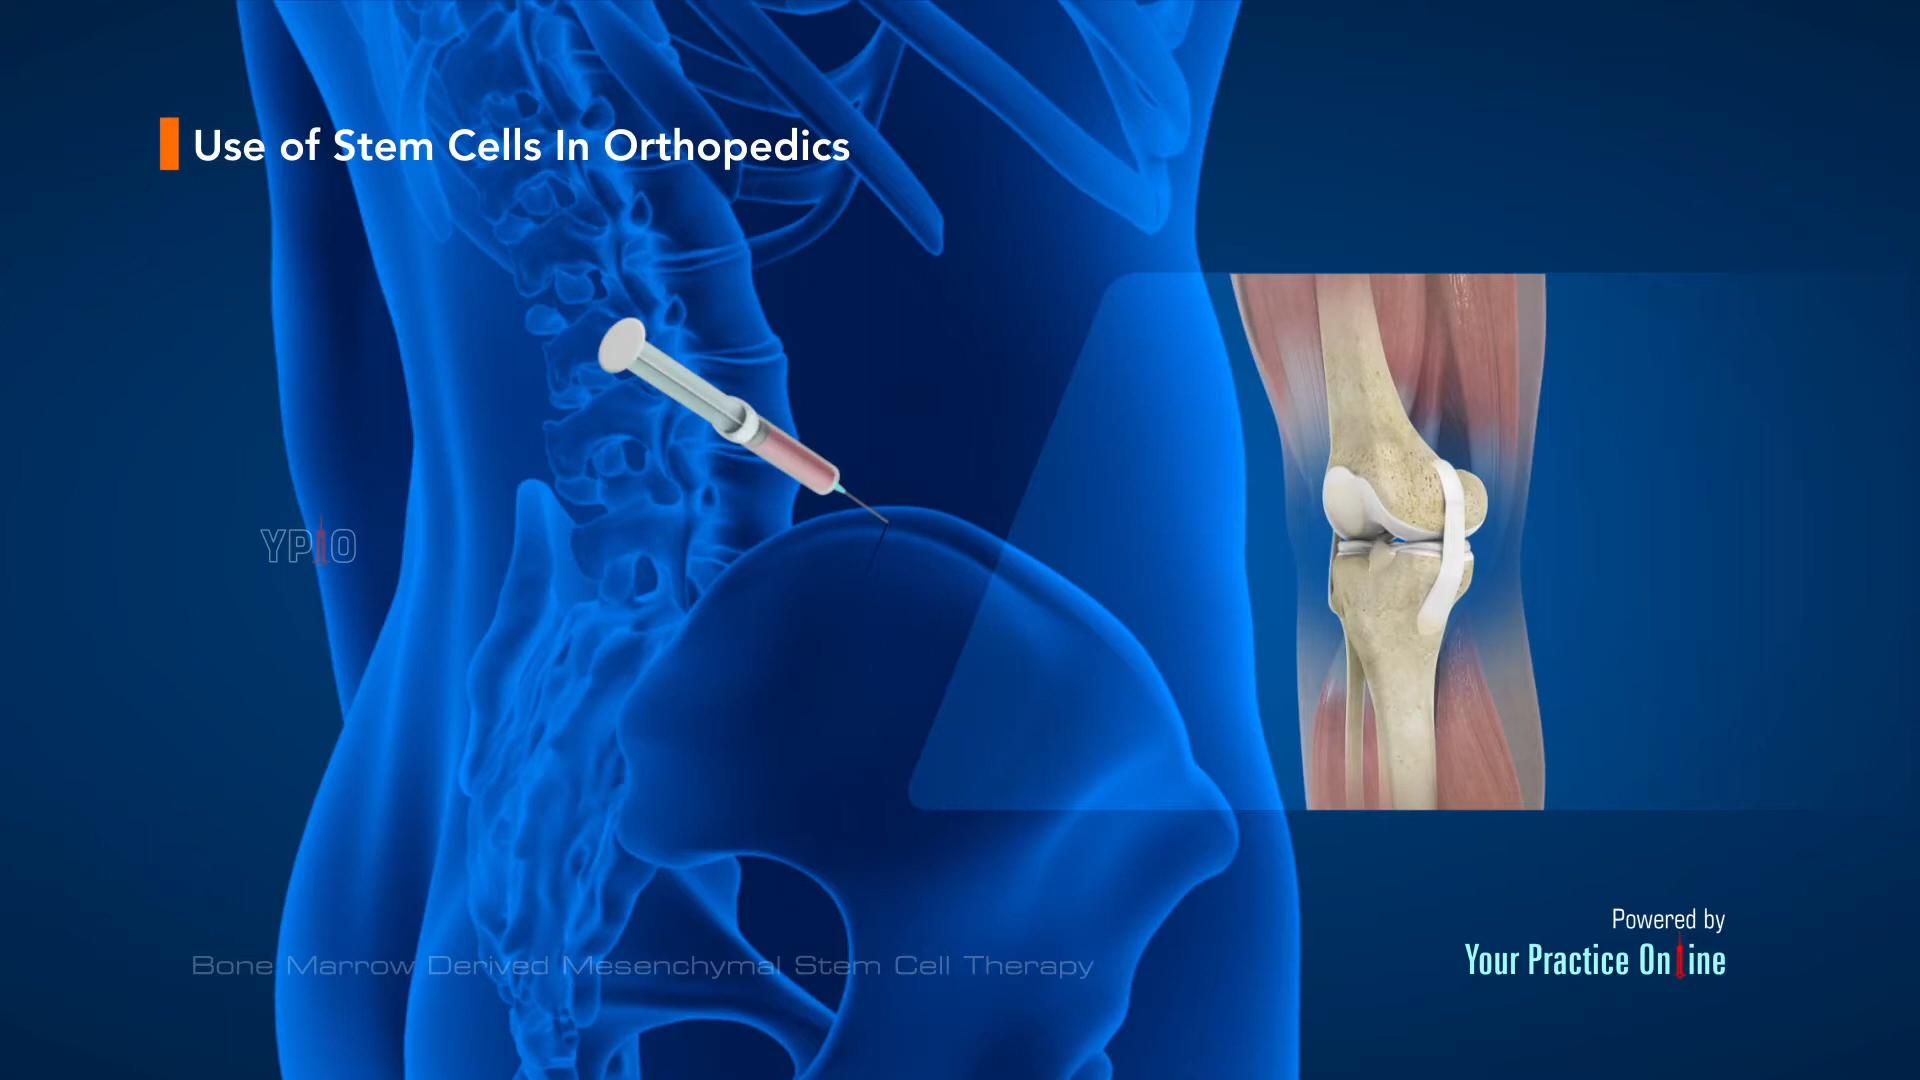 Use of Stem Cells In Orthopedics
YPO
Bone Marrow Derived Mesenchymal Stem Cell Therapy
Powered by
Your Practice Online